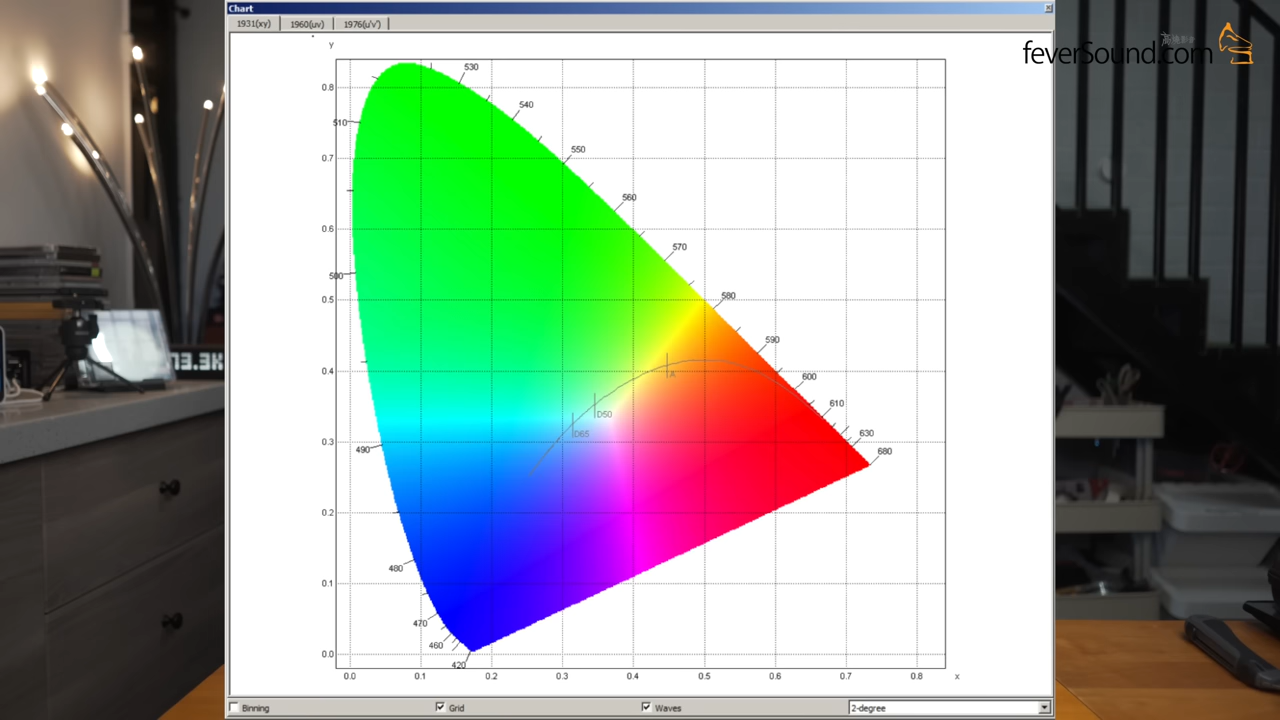 Chart
1931(xy)
1960(uv)
1976(u'v')
feverSound.com
y
530
0.8
540
510
550
0.7
560
0.6
570
500
0.5
580
590
0.4
A
600
610
D50
630
D65
0.3
490
680
0.2
480
0.1
470
460
0.0
420
0.0 0.1 0.2 0.3 0.4 0.5 0.6 0.7 0.8 x
Binning
Grid
Waves
2-degree